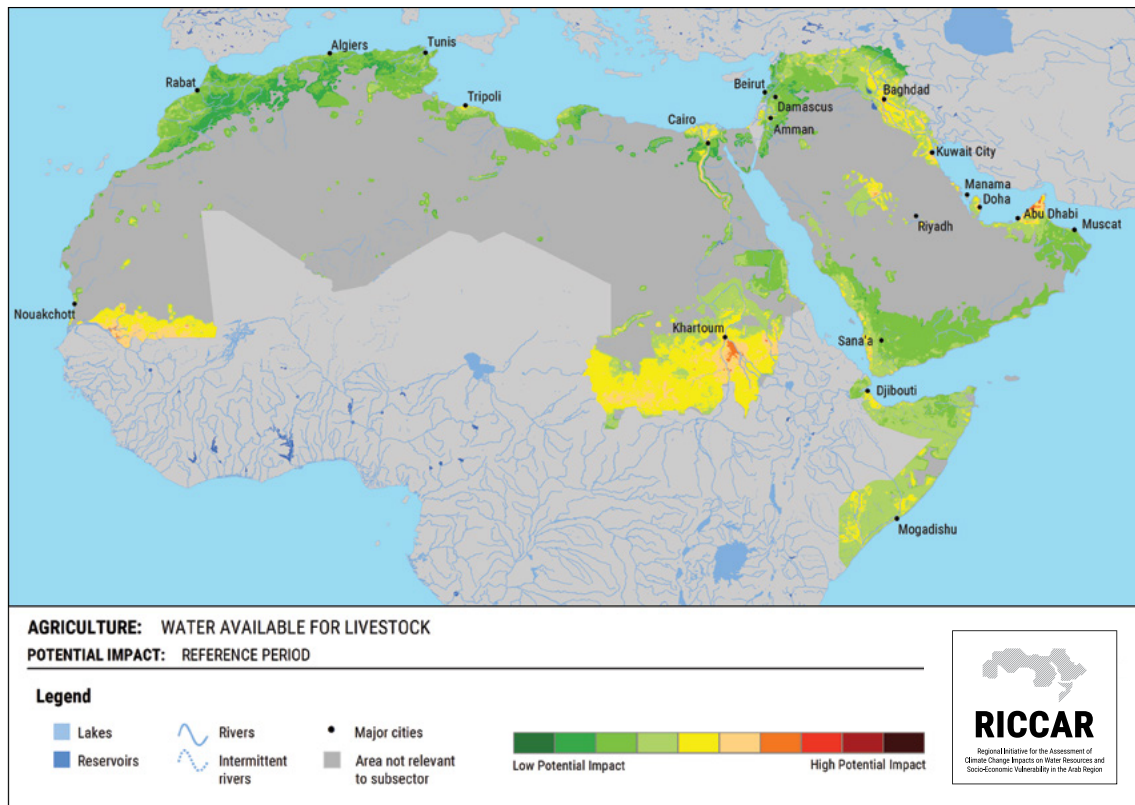 Algiers
Tunis
Rabat
Tripoli
Beirut
Baghdad
Damascus
Cairo
Amman
Kuwait City
Manama
Doha
Abu Dhabi
Muscat
Riyadh
Nouakchott
Khartoum
Sana'a
Djibouti
Mogadishu
AGRICULTURE: WATER AVAILABLE FOR LIVESTOCK
POTENTIAL IMPACT: REFERENCE PERIOD
Legend
Lakes
Reservoirs
Rivers
Intermittent
rivers
Major cities
Area not relevant
to subsector
Low Potential Impact
High Potential Impact
RICCAR
Regional Initiative for the Assessment of
Climate Change Impacts on Water Resources and
Socio-Economic Vulnerability in the Arab Region